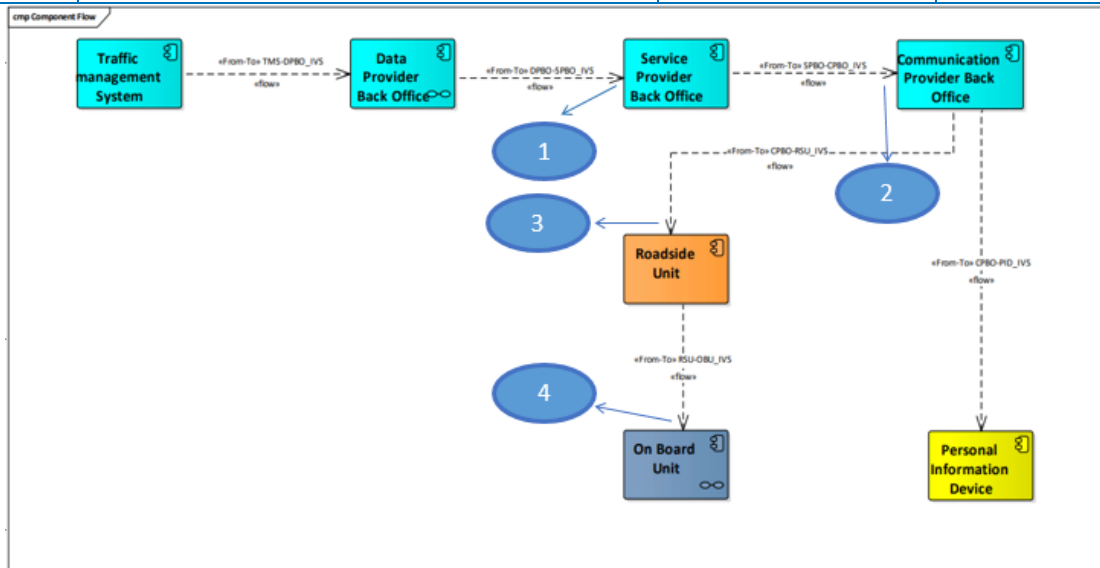 cmp Component Flow
Traffic
management
System
«From-To» TMS-DPBO_IVS
«flow»
Data
Provider
Back Office
«From-To» DPBO-SPBO_IVS
«flow»
Service
Provider
Back Office
«From-To» SPBO-CPBO_IVS
«flow»
Communication
Provider Back
Office
1
2
«From-To» CPBO-RSU_IVS
«flow»
3
Roadside
Unit
«From-To» CPBO-PID_IVS
«flow»
«From-To» RSU-OBU_IVS
«flow»
4
On Board
Unit
Personal
Information
Device